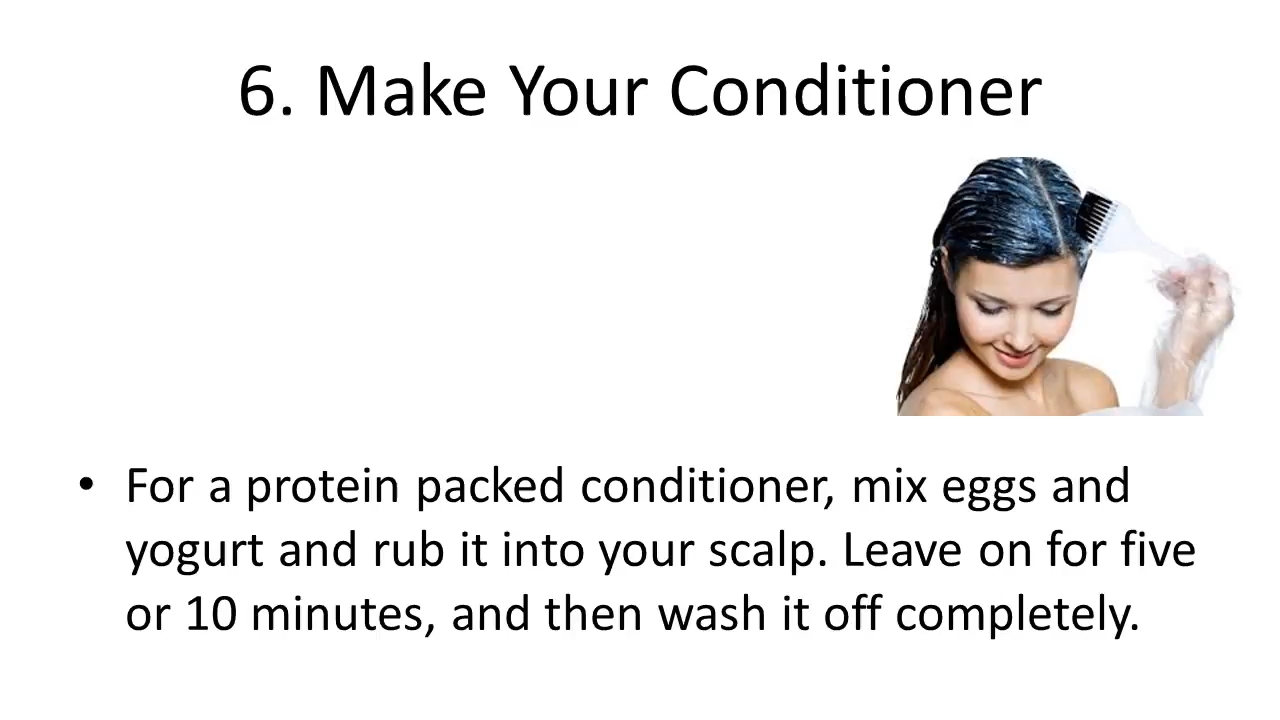 6. Make Your Conditioner
• For a protein packed conditioner, mix eggs and
yogurt and rub it into your scalp. Leave on for five
or 10 minutes, and then wash it off completely.